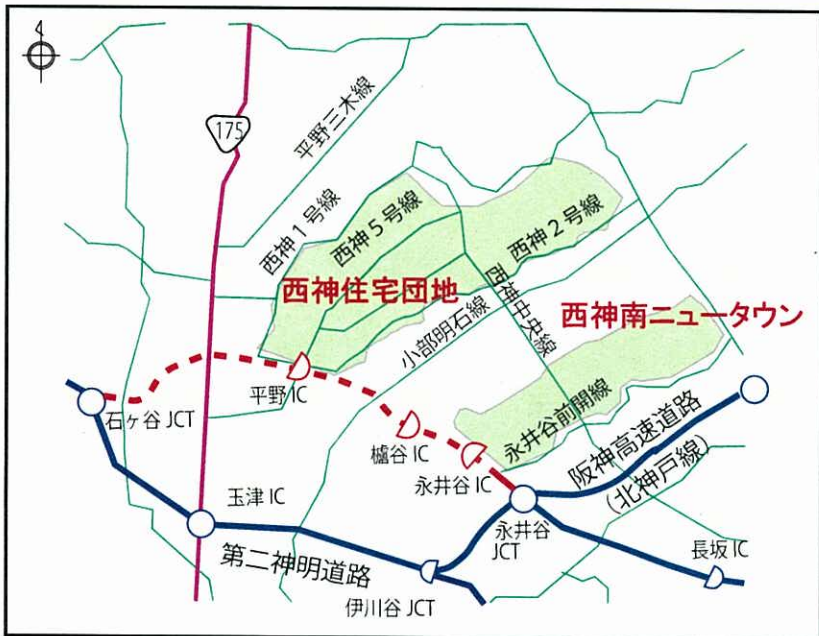 4
175
平野三木線
西神1号線
西神5号線
西神2号線
西神住宅団地
小部明石線
西神中央線
西神南ニュータウン
平野 IC
石ヶ谷 JCT
櫨谷 IC
永井谷前開線
永井谷 IC
阪神高速道路
(北神戸線)
玉津 IC
永井谷
JCT
長坂 IC
第二神明道路
伊川谷 JCT